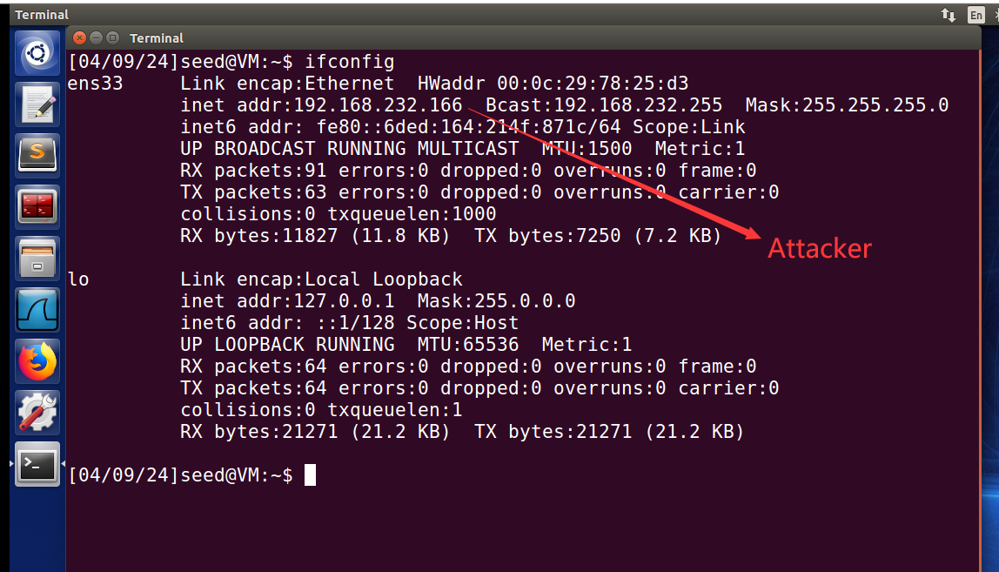 Terminal
En
Terminal
[04/09/24]seed@VM:~$ ifconfig
ens33 Link encap:Ethernet HWaddr 00:0c:29:78:25:d3
inet addr:192.168.232.166 Bcast:192.168.232.255 Mask:255.255.255.0
inet6 addr: fe80::6ded:164:214f:871c/64 Scope:Link
UP BROADCAST RUNNING MULTICAST MTU:1500 Metric:1
RX packets:91 errors:0 dropped:0 overruns:0 frame:0
TX packets:63 errors:0 dropped:0 overruns:0 carrier:0
collisions:0 txqueuelen:1000
RX bytes:11827 (11.8 KB) TX bytes:7250 (7.2 KB)
Attacker
lo Link encap:Local Loopback
inet addr:127.0.0.1 Mask:255.0.0.0
inet6 addr: ::1/128 Scope:Host
UP LOOPBACK RUNNING MTU:65536 Metric:1
RX packets:64 errors:0 dropped:0 overruns:0 frame:0
TX packets:64 errors:0 dropped:0 overruns:0 carrier:0
collisions:0 txqueuelen:1
RX bytes:21271 (21.2 KB) TX bytes:21271 (21.2 KB)
[04/09/24]seed@VM:~$